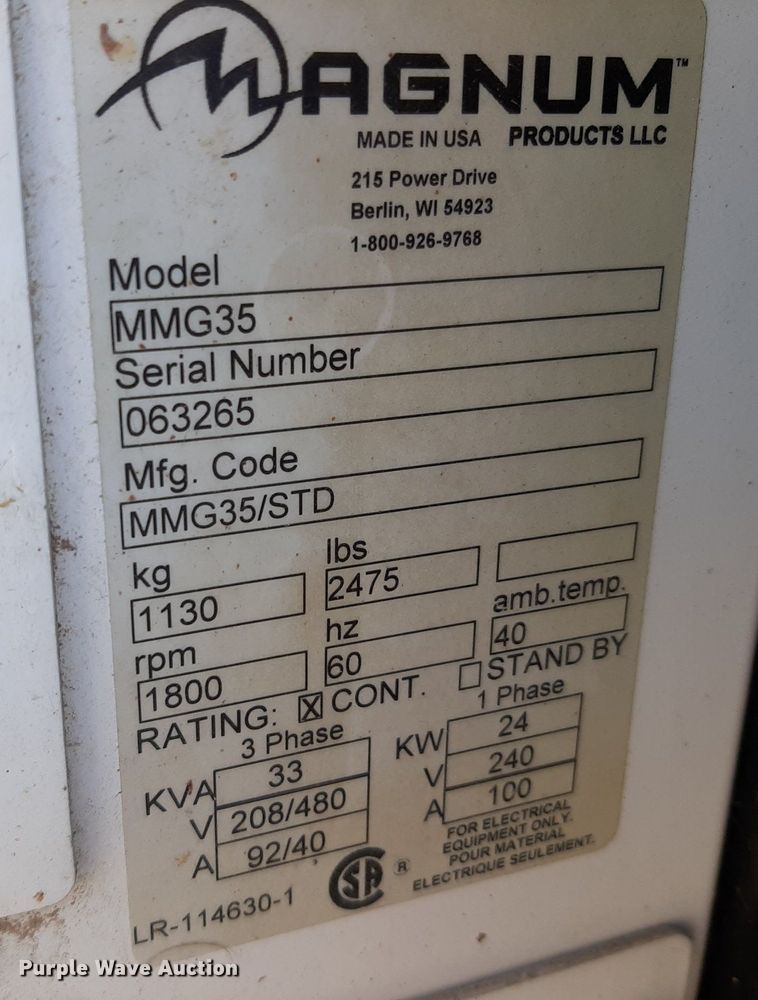 MAGNUM™
MADE IN USA PRODUCTS LLC
215 Power Drive
Berlin, WI 54923
1-800-926-9768
Model
MMG35
Serial Number
063265
Mfg. Code
MMG35/STD
kg lbs
1130 2475
rpm hz amb.temp.
1800 60 40
RATING: X CONT. STAND BY
3 Phase 1 Phase
KVA 33 KW 24
V 208/480 V 240
A 92/40 A 100
FOR ELECTRICAL
EQUIPMENT ONLY.
POUR MATERIAL
ELECTRIQUE SEULEMENT.
LR-114630-1 SA ®
Purple Wave Auction